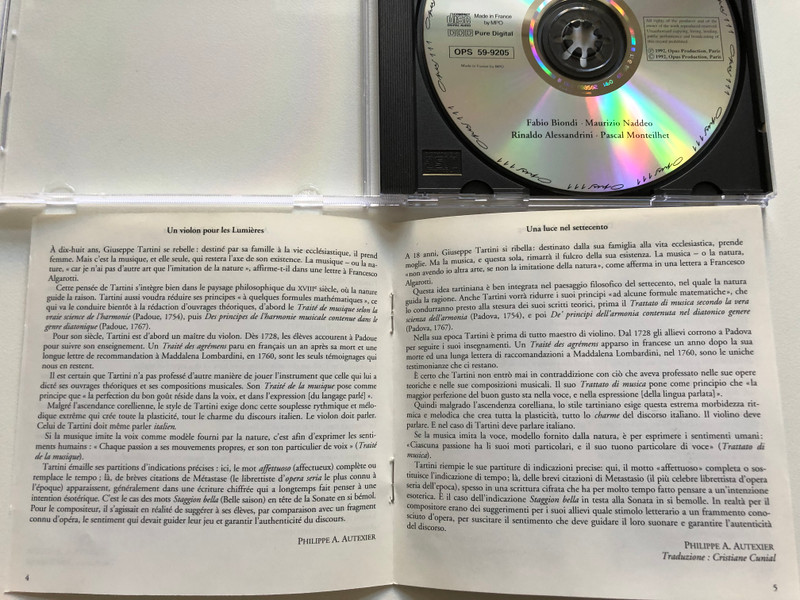 COMPACT
disc
DIGITAL AUDIO
Made in France
by MPO
Pure Digital
OPS 59-9205
Made in France by MPO
℗ 1991, Opus Production, Paris
© 1992, Opus Production, Paris
Fabio Biondi · Maurizio Naddeo
Rinaldo Alessandrini · Pascal Monteilhet
Opus 111
Un violon pour les Lumières
À dix-huit ans, Giuseppe Tartini se rebelle : destiné par sa famille à la vie ecclésiastique, il prend
femme. Mais c'est la musique, et elle seule, qui restera l'axe de son existence. La musique – ou la na-
ture, « car je n'ai pas d'autre art que l'imitation de la nature », affirme-t-il dans une lettre à Francesco
Algarotti.
Cette pensée de Tartini s'intègre bien dans le paysage philosophique du XVIIIᵉ siècle, où la nature
guide la raison. Tartini aussi voudra réduire ses principes « à quelques formules mathématiques », ce
qui va le conduire bientôt à la rédaction d'ouvrages théoriques, d'abord le Traité de musique selon la
vraie science de l'harmonie (Padoue, 1754), puis Des principes de l'harmonie musicale contenue dans le
genre diatonique (Padoue, 1767).
Pour son siècle, Tartini est d'abord un maître du violon. Dès 1728, les élèves accourent à Padoue
pour suivre son enseignement. Un Traité des agrémens paru en français un an après sa mort et une
longue lettre de recommandation à Maddalena Lombardini, en 1760, sont les seuls témoignages qui
nous en restent.
Il est certain que Tartini n'a pas professé d'autre manière de jouer l'instrument que celle qui lui a
dicté ses ouvrages théoriques et ses compositions musicales. Son Traité de la musique pose comme
principe que « la perfection du bon goût réside dans la voix, et dans l'expression [du langage parlé] ».
Malgré l'ascendance corellienne, le style de Tartini exige donc cette souplesse rythmique et mélo-
dique extrême qui crée toute la plasticité, tout le charme du discours italien. Le violon doit parler.
Celui de Tartini doit même parler italien.
Si la musique imite la voix comme modèle fourni par la nature, c'est afin d'exprimer les senti-
ments humains : « Chaque passion a ses mouvements propres, et son ton particulier de voix » (Traité
de la musique).
Tartini émaille ses partitions d'indications précises : ici, le mot affettuoso (affectueux) complète ou
remplace le tempo ; là, de brèves citations de Métastase (le librettiste d'opera seria le plus connu à
l'époque) apparaissent, généralement dans une écriture chiffrée qui a longtemps fait penser à une
intention ésotérique. C'est le cas des mots Staggion bella (Belle saison) en tête de la Sonate en si bémol.
Pour le compositeur, il s'agisait en réalité de suggérer à ses élèves, par comparaison avec un fragment
connu d'opéra, le sentiment qui devait guider leur jeu et garantir l'authenticité du discours.
PHILIPPE A. AUTEXIER
4
Una luce nel settecento
A 18 anni, Giuseppe Tartini si ribella: destinato dalla sua famiglia alla vita ecclesiastica, prende
moglie. Ma la musica, e questa sola, rimarrà il fulcro della sua esistenza. La musica – o la natura,
«non avendo io altra arte, se non la imitazione della natura», come afferma in una lettera a Francesco
Algarotti.
Questa idea tartiniana è ben integrata nel paesaggio filosofico del settecento, nel quale la natura
guida la ragione. Anche Tartini vorrà ridurre i suoi principi «ad alcune formule matematiche», che
lo condurranno presto alla stesura dei suoi scritti teorici, prima il Trattato di musica secondo la vera
scienza dell'armonia (Padova, 1754), e poi De' principi dell'armonia contenuta nel diatonico genere
(Padova, 1767).
Nella sua epoca Tartini è prima di tutto maestro di violino. Dal 1728 gli allievi corrono a Padova
per seguire i suoi insegnamenti. Un Traité des agrémens apparso in francese un anno dopo la sua
morte ed una lunga lettera di raccomandazioni a Maddalena Lombardini, nel 1760, sono le uniche
testimonianze che ci restano.
È certo che Tartini non entrò mai in contraddizione con ciò che aveva professato nelle sue opere
teoriche e nelle sue composizioni musicali. Il suo Trattato di musica pone come principio che «la
maggior perfezione del buon gusto sta nella voce, e nella espressione [della lingua parlata]».
Quindi malgrado l'ascendenza corelliana, lo stile tartiniano esige questa estrema morbidezza rit-
mica e melodica che crea tutta la plasticità, tutto lo charme del discorso italiano. Il violino deve
parlare. E nel caso di Tartini deve parlare italiano.
Se la musica imita la voce, modello fornito dalla natura, è per esprimere i sentimenti umani:
«Ciascuna passione ha li suoi moti particolari, e il suo tuono particolare di voce» (Trattato di
musica).
Tartini riempie le sue partiture di indicazioni precise: qui, il motto «affettuoso» completa o sos-
tituisce l'indicazione di tempo; là, delle brevi citazioni di Metastasio (il più celebre librettista d'opera
seria dell'epoca), spesso in una scrittura cifrata che ha per molto tempo fatto pensare a un'intenzione
esoterica. È il caso dell'indicazione Staggion bella in testa alla Sonata in si bemolle. In realtà per il
compositore erano dei suggerimenti per i suoi allievi quale stimolo letterario a un frammento cono-
sciuto d'opera, per suscitare il sentimento che deve guidare il loro suonare e garantire l'autenticità
del discorso.
PHILIPPE A. AUTEXIER
Traduzione : Cristiane Cunial
5